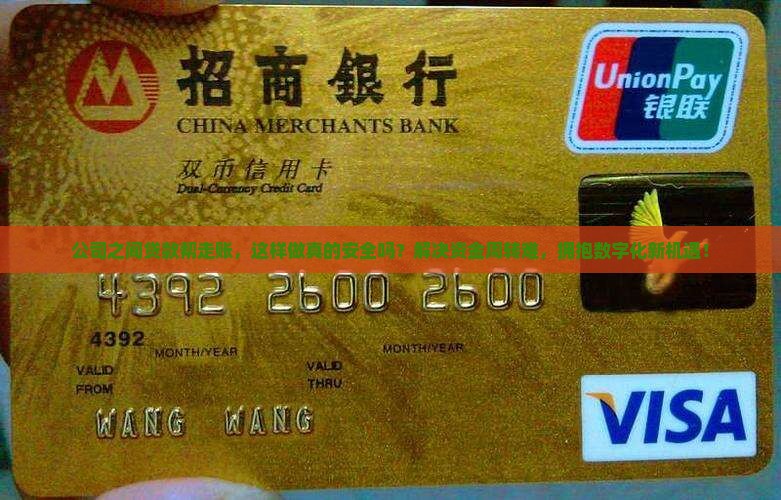 招商銀行
CHINA MERCHANTS BANK
UnionPay
银联
双币信用卡
Dual-Currency Credit Card
公司之间贷款帮走账，这样做真的安全吗？解决资金周转难，拥抱数字化新机遇！
4392 2600 2600
4392
MONTH/YEAR
MONTH/YEAR
VALID
FROM
VALID
THRU
WANG WANG
VISA